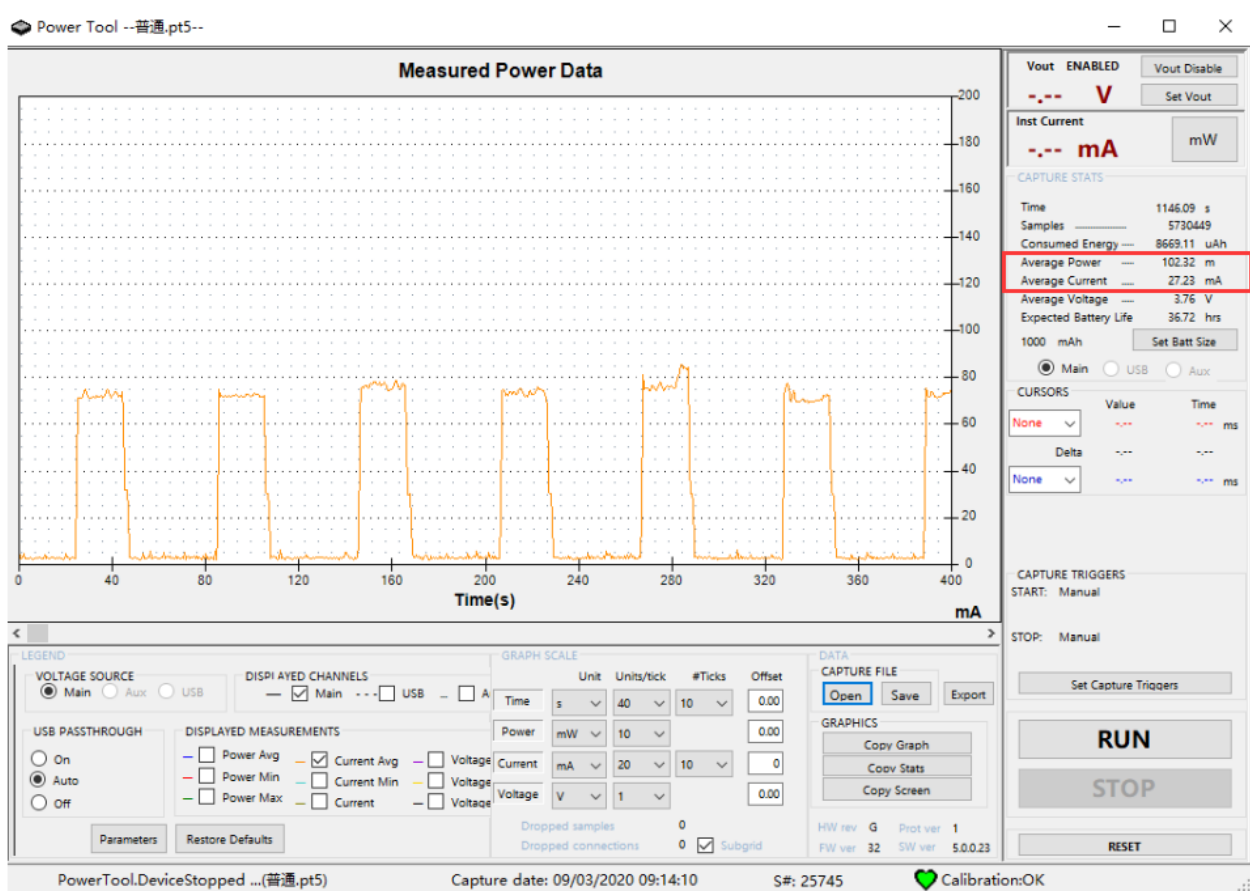 Power Tool --普通.pt5--
Measured Power Data
200
180
160
140
120
100
80
60
40
20
0
0 40 80 120 160 200 240 280 320 360 400
Time(s)
mA
Vout ENABLED
Vout Disable
-.-- V
Set Vout
Inst Current
-.-- mA
mW
CAPTURE STATS
Time 1146.09 s
Samples 5730449
Consumed Energy 8669.11 uAh
Average Power 102.32 m
Average Current 27.23 mA
Average Voltage 3.76 V
Expected Battery Life 36.72 hrs
1000 mAh Set Batt Size
Main USB Aux
CURSORS
Value Time
None -.-- -.-- ms
Delta -.-- -.--
None -.-- -.-- ms
CAPTURE TRIGGERS
START: Manual
STOP: Manual
Set Capture Triggers
RUN
STOP
RESET
LEGEND
VOLTAGE SOURCE
Main Aux USB
DISPLAYED CHANNELS
Main USB A
USB PASSTHROUGH
On
Auto
Off
DISPLAYED MEASUREMENTS
Power Avg Current Avg Voltage
Power Min Current Min Voltage
Power Max Current Voltage
Parameters Restore Defaults
GRAPH SCALE
Unit Units/tick #Ticks Offset
Time s 40 10 0.00
Power mW 10 0.00
Current mA 20 10 0
Voltage V 1 0.00
Dropped samples 0
Dropped connections 0 Subgrid
DATA
CAPTURE FILE
Open Save Export
GRAPHICS
Copy Graph
Copy Stats
Copy Screen
HW rev G Prot ver 1
FW ver 32 SW ver 5.0.0.23
PowerTool.DeviceStopped ...(普通.pt5) Capture date: 09/03/2020 09:14:10 S#: 25745 Calibration:OK